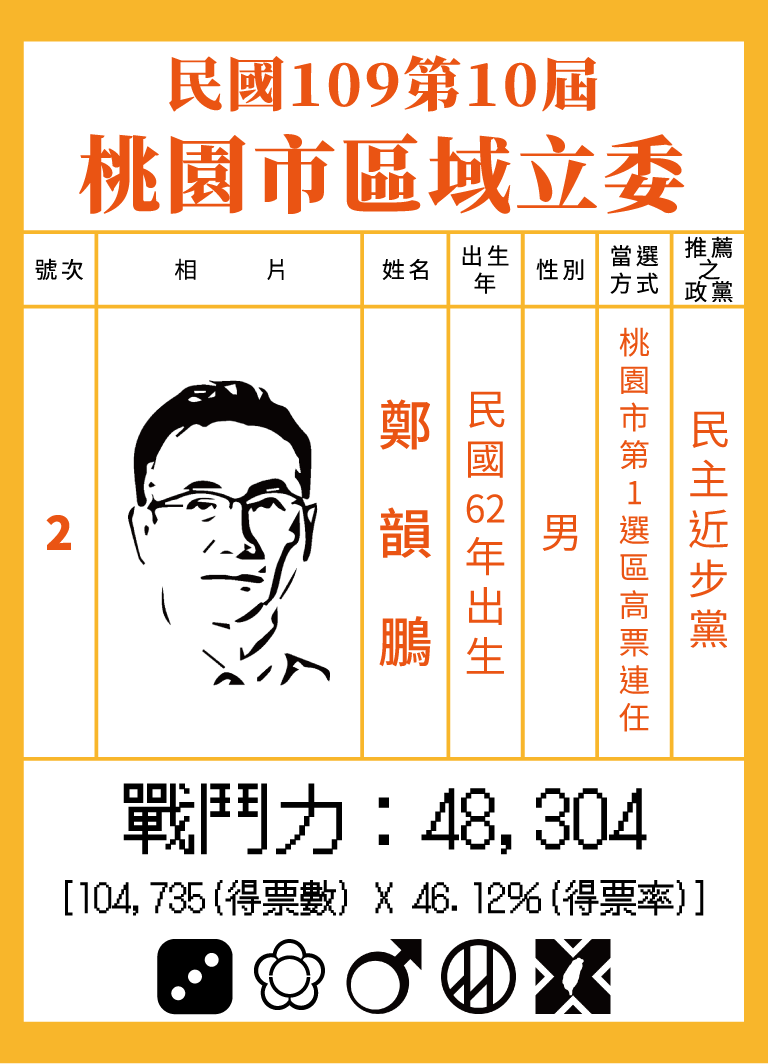 民國109第10屆
桃園市區域立委
號次
相片
姓名
出生
年
性別
當選
方式
推薦
之
政黨
2
鄭韻鵬
民國62年出生
男
桃園市第1選區高票連任
民主近步黨
戰鬥力：48,304
[104,735(得票數) X 46.12%(得票率)]